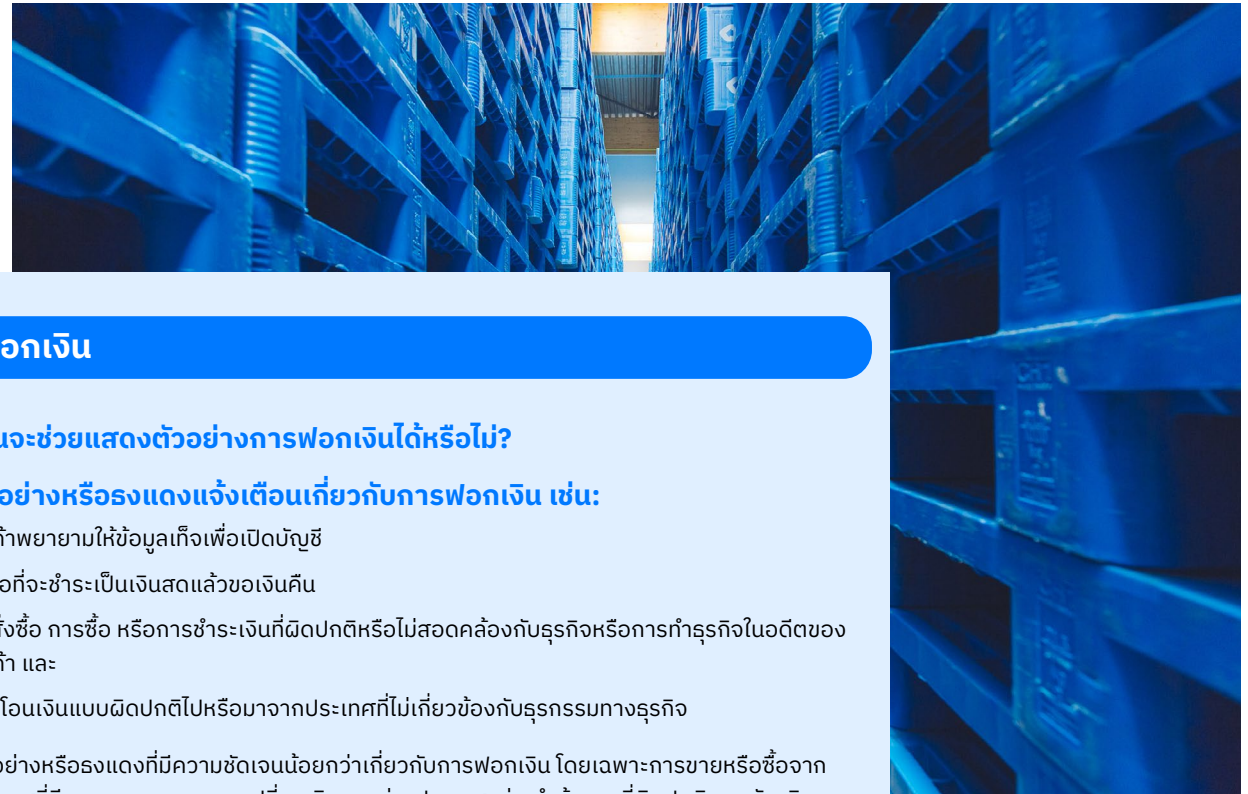 อกเงิน
นจะช่วยแสดงตัวอย่างการฟอกเงินได้หรือไม่?
อย่างหรือธงแดงแจ้งเตือนเกี่ยวกับการฟอกเงิน เช่น:
ค้าพยายามให้ข้อมูลเท็จเพื่อเปิดบัญชี
อที่จะชำระเป็นเงินสดแล้วขอเงินคืน
สั่งซื้อ การซื้อ หรือการชำระเงินที่ผิดปกติหรือไม่สอดคล้องกับธุรกิจหรือการทำธุรกิจในอดีตของ
ค้า และ
โอนเงินแบบผิดปกติไปหรือมาจากประเทศที่ไม่เกี่ยวข้องกับธุรกรรมทางธุรกิจ
อย่างหรือธงแดงที่มีความชัดเจนน้อยกว่าเกี่ยวกับการฟอกเงิน โดยเฉพาะการขายหรือซื้อจาก